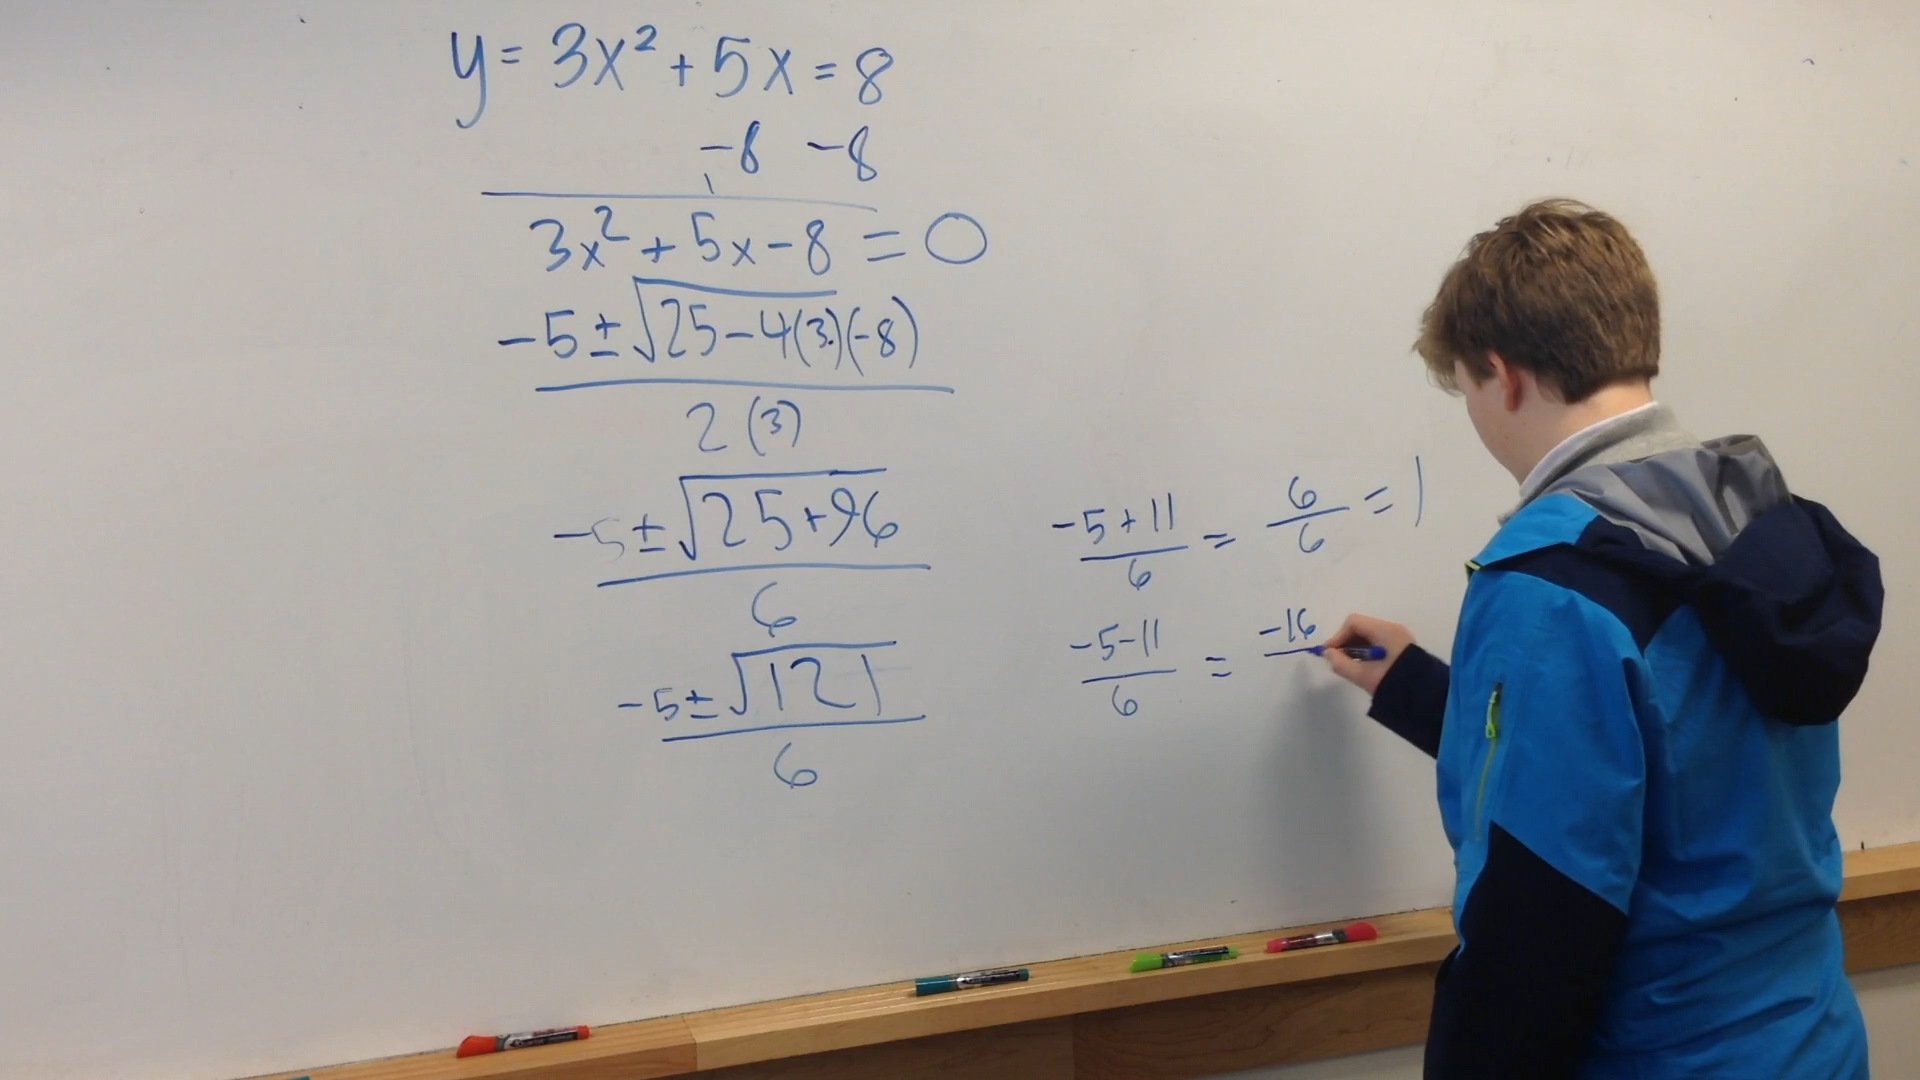 y = 3x² + 5x = 8
-8 -8
3x² + 5x - 8 = 0
-5 ± √25 - 4(3)(-8)
2 (3)
-5 ± √25 + 96
6
-5 ± √121
6
-5 + 11 = 6 = 1
6 6
-5 - 11 = -16
6